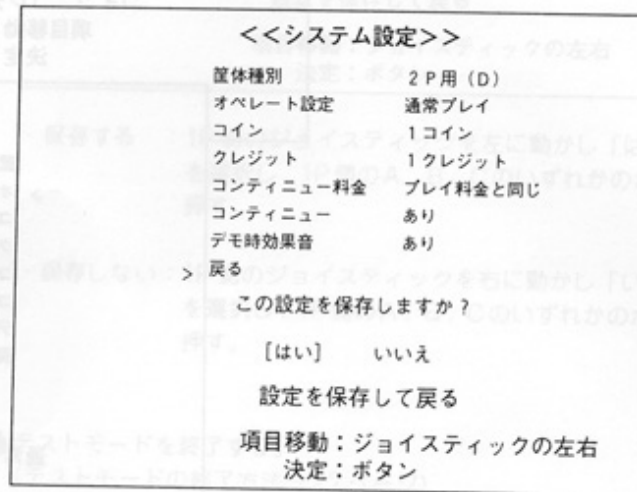 <<システム設定>>
筐体種別 2P用(D)
オペレート設定 通常プレイ
コイン 1コイン
クレジット 1クレジット
コンティニュー料金 プレイ料金と同じ
コンティニュー あり
デモ時効果音 あり
> 戻る
この設定を保存しますか?
[はい] いいえ
設定を保存して戻る
項目移動:ジョイスティックの左右
決定:ボタン